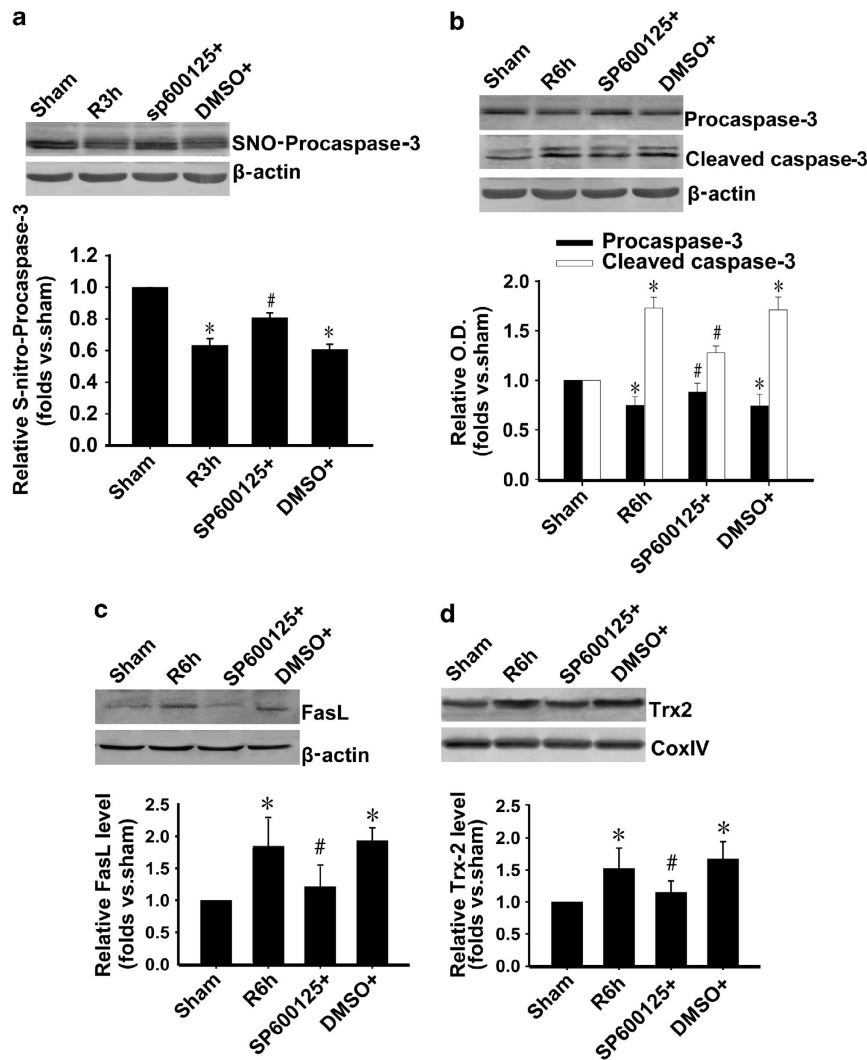 a
Sham
R3h
sp600125+
DMSO+
SNO-Procaspase-3
β-actin
Relative S-nitro-Procaspase-3
(folds vs.sham)
1.2
1.0
0.8
0.6
0.4
0.2
0.0
*
#
*
Sham
R3h
SP600125+
DMSO+
b
Sham
R6h
SP600125+
DMSO+
Procaspase-3
Cleaved caspase-3
β-actin
Procaspase-3
Cleaved caspase-3
Relative O.D.
(folds vs.sham)
2.0
1.5
1.0
0.5
0.0
*
*
#
#
*
*
Sham
R6h
SP600125+
DMSO+
c
Sham
R6h
SP600125+
DMSO+
FasL
β-actin
Relative FasL level
(folds vs.sham)
2.5
2.0
1.5
1.0
0.5
0.0
*
#
*
Sham
R6h
SP600125+
DMSO+
d
Sham
R6h
SP600125+
DMSO+
Trx2
CoxIV
Relative Trx-2 level
(folds vs.sham)
2.5
2.0
1.5
1.0
0.5
0.0
*
#
*
Sham
R6h
SP600125+
DMSO+